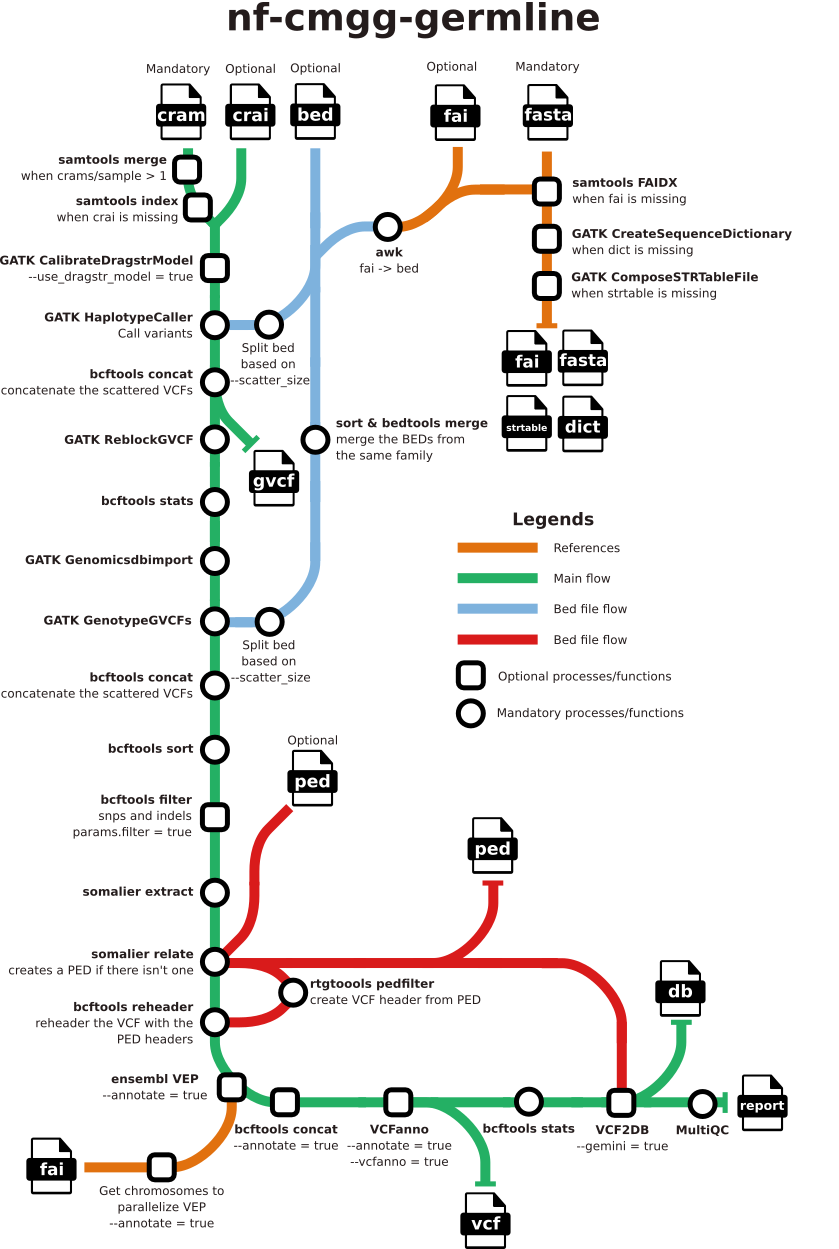 nf-cmgg-germline
Mandatory
Optional
Optional
Optional
Mandatory
cram
crai
bed
fai
fasta
samtools merge
when crams/sample > 1
samtools index
when crai is missing
samtools FAIDX
when fai is missing
awk
fai -> bed
GATK CreateSequenceDictionary
when dict is missing
GATK CalibrateDragstrModel
--use_dragstr_model = true
GATK ComposeSTRTableFile
when strtable is missing
GATK HaplotypeCaller
Call variants
Split bed
based on
--scatter_size
fai
fasta
strtable
dict
bcftools concat
concatenate the scattered VCFs
GATK ReblockGVCF
sort & bedtools merge
merge the BEDs from
the same family
gvcf
bcftools stats
GATK Genomicsdbimport
GATK GenotypeGVCFs
Split bed
based on
--scatter_size
Legends
References
Main flow
Bed file flow
Bed file flow
Optional processes/functions
Mandatory processes/functions
bcftools concat
concatenate the scattered VCFs
bcftools sort
Optional
ped
bcftools filter
snps and indels
params.filter = true
ped
somalier extract
somalier relate
creates a PED if there isn't one
rtgtoools pedfilter
create VCF header from PED
db
bcftools reheader
reheader the VCF with the
PED headers
ensembl VEP
--annotate = true
bcftools concat
--annotate = true
VCFanno
--annotate = true
--vcfanno = true
bcftools stats
VCF2DB
--gemini = true
MultiQC
report
fai
Get chromosomes to
parallelize VEP
--annotate = true
vcf